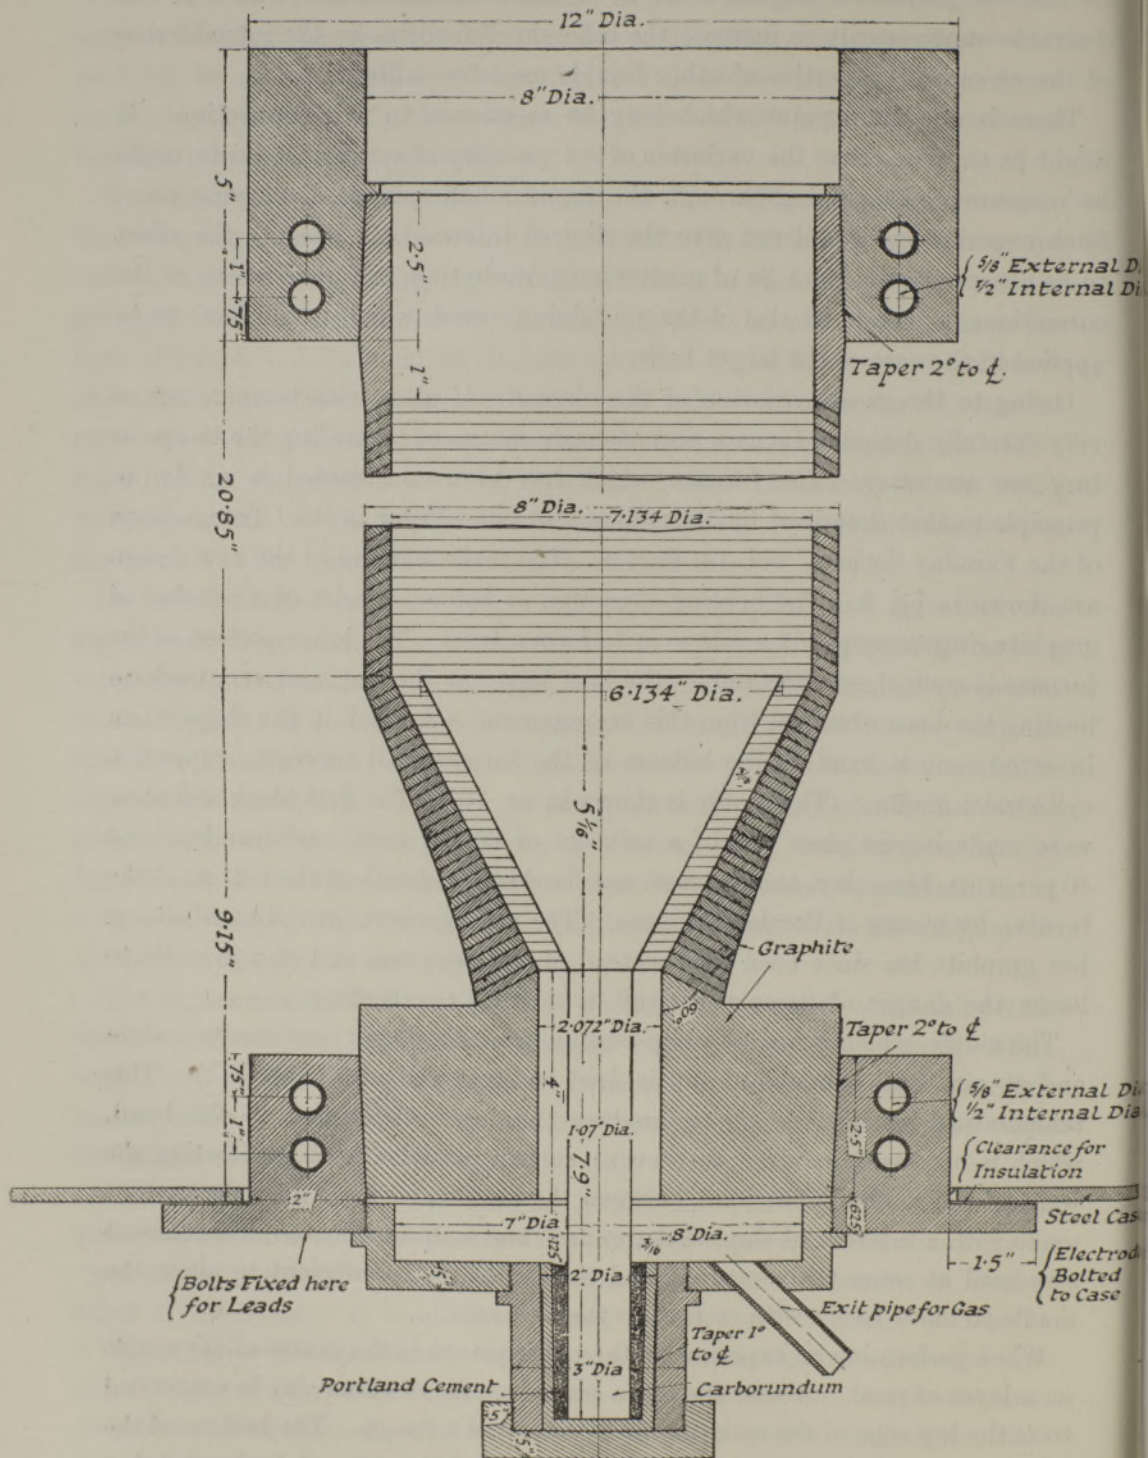 12" Dia.
8" Dia.
5"
2·5"
1"
·75"
1"
{ 5/8" External D
{ 1/2" Internal Di
Taper 2° to ℄.
20·85"
8" Dia.
7·134 Dia.
6·134" Dia.
5 1/16"
9·15"
Graphite
60°
2·072" Dia.
Taper 2° to ℄
·75"
1"
4"
{ 5/8" External Di
{ 1/2" Internal Dia
1·07" Dia.
2·5"
7·9"
{ Clearance for
Insulation
2"
·625
Steel Cas
7" Dia
8" Dia.
3/16"
1·125
1·5"
{ Electrod
Bolted
to Case
{ Bolts Fixed here
for Leads
·5"
2" Dia.
Exit pipe for Gas
Taper 1°
to ℄
3" Dia
Portland Cement
Carborundum
·5"
·5"